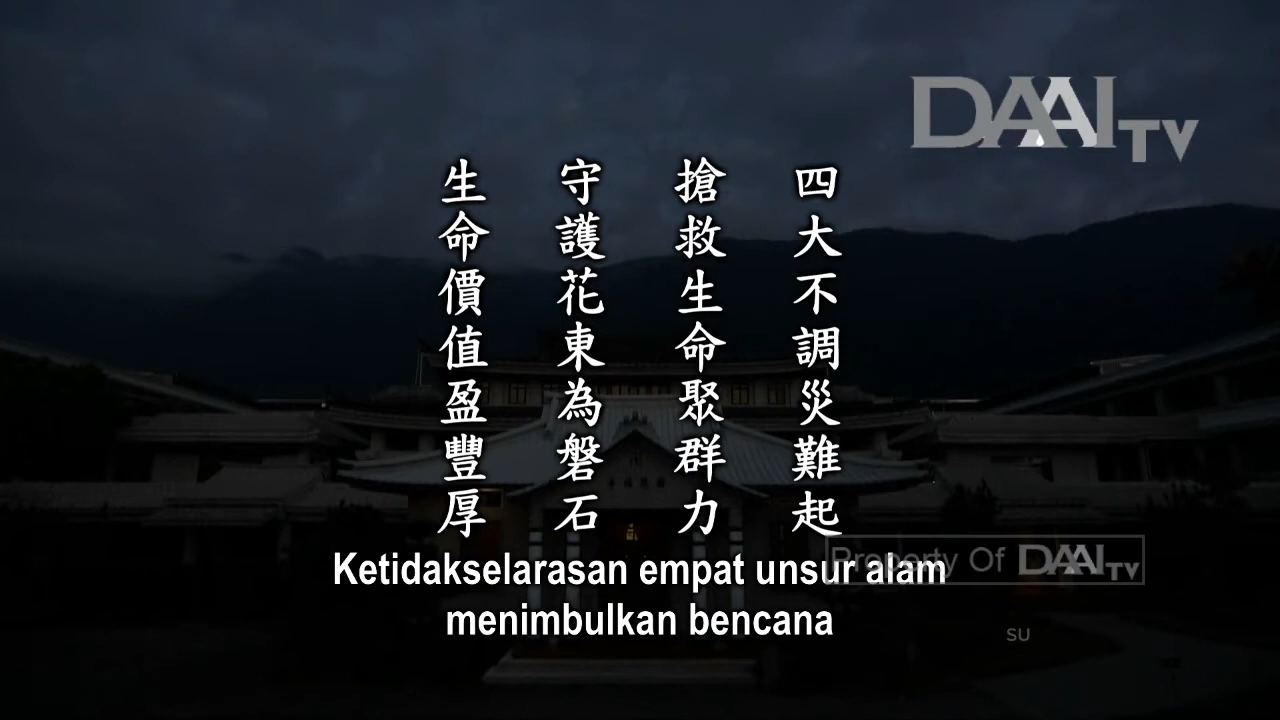 DAAI TV
四大不調災難起
搶救生命聚群力
守護花東為磐石
生命價值盈豐厚
Ketidakselarasan empat unsur alam
menimbulkan bencana
Property Of DAAI TV
SU